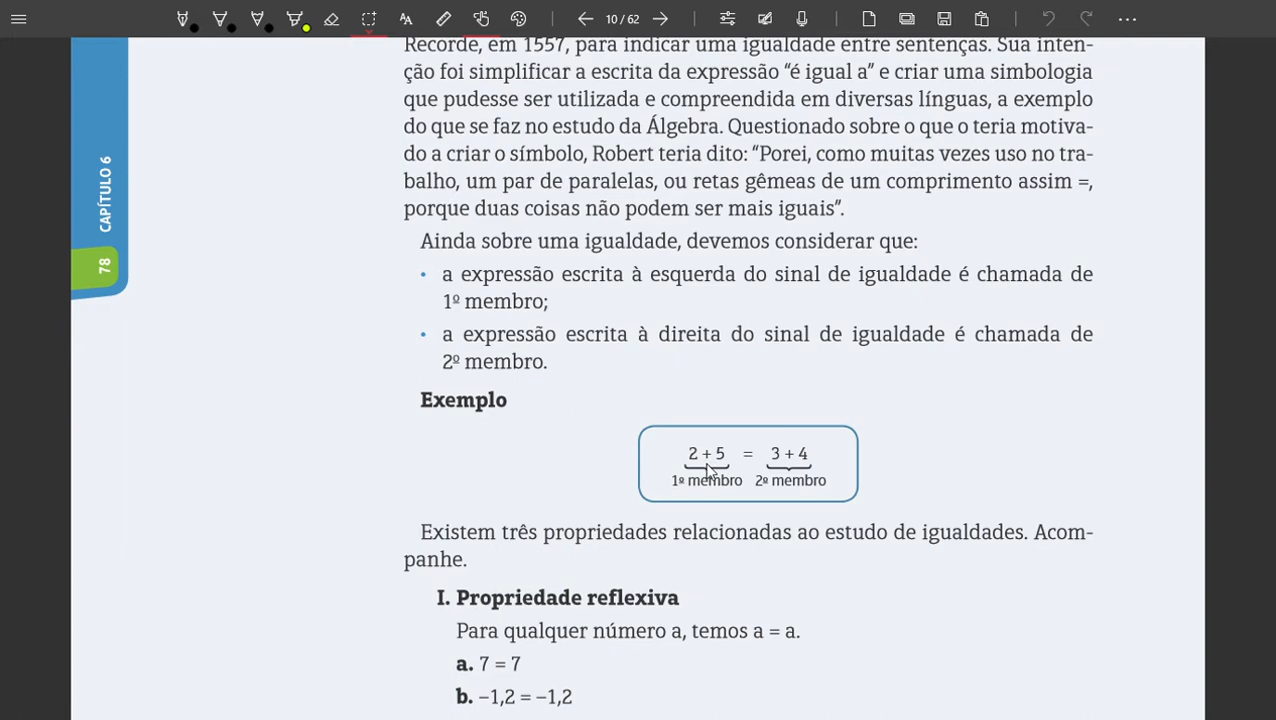 10 / 62
Recorde, em 1557, para indicar uma igualdade entre sentenças. Sua inten-
ção foi simplificar a escrita da expressão “é igual a” e criar uma simbologia
que pudesse ser utilizada e compreendida em diversas línguas, a exemplo
do que se faz no estudo da Álgebra. Questionado sobre o que o teria motiva-
do a criar o símbolo, Robert teria dito: “Porei, como muitas vezes uso no tra-
balho, um par de paralelas, ou retas gêmeas de um comprimento assim =,
porque duas coisas não podem ser mais iguais”.
CAPÍTULO 6
78
Ainda sobre uma igualdade, devemos considerar que:
• a expressão escrita à esquerda do sinal de igualdade é chamada de
1º membro;
• a expressão escrita à direita do sinal de igualdade é chamada de
2º membro.
Exemplo
2 + 5 = 3 + 4
1º membro 2º membro
Existem três propriedades relacionadas ao estudo de igualdades. Acom-
panhe.
I. Propriedade reflexiva
Para qualquer número a, temos a = a.
a. 7 = 7
b. –1,2 = –1,2